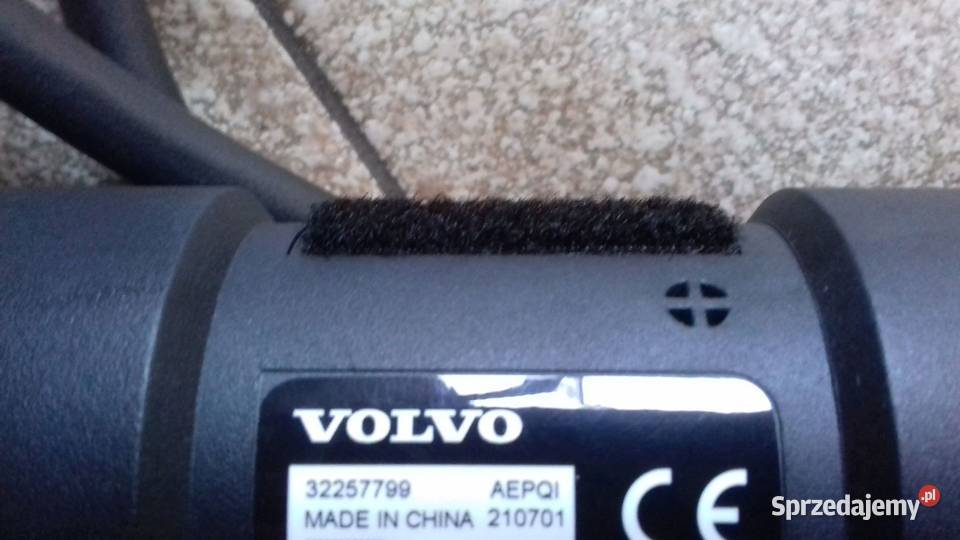 VOLVO
32257799 AEPQI
MADE IN CHINA 210701
CE
Sprzedajemy.pl